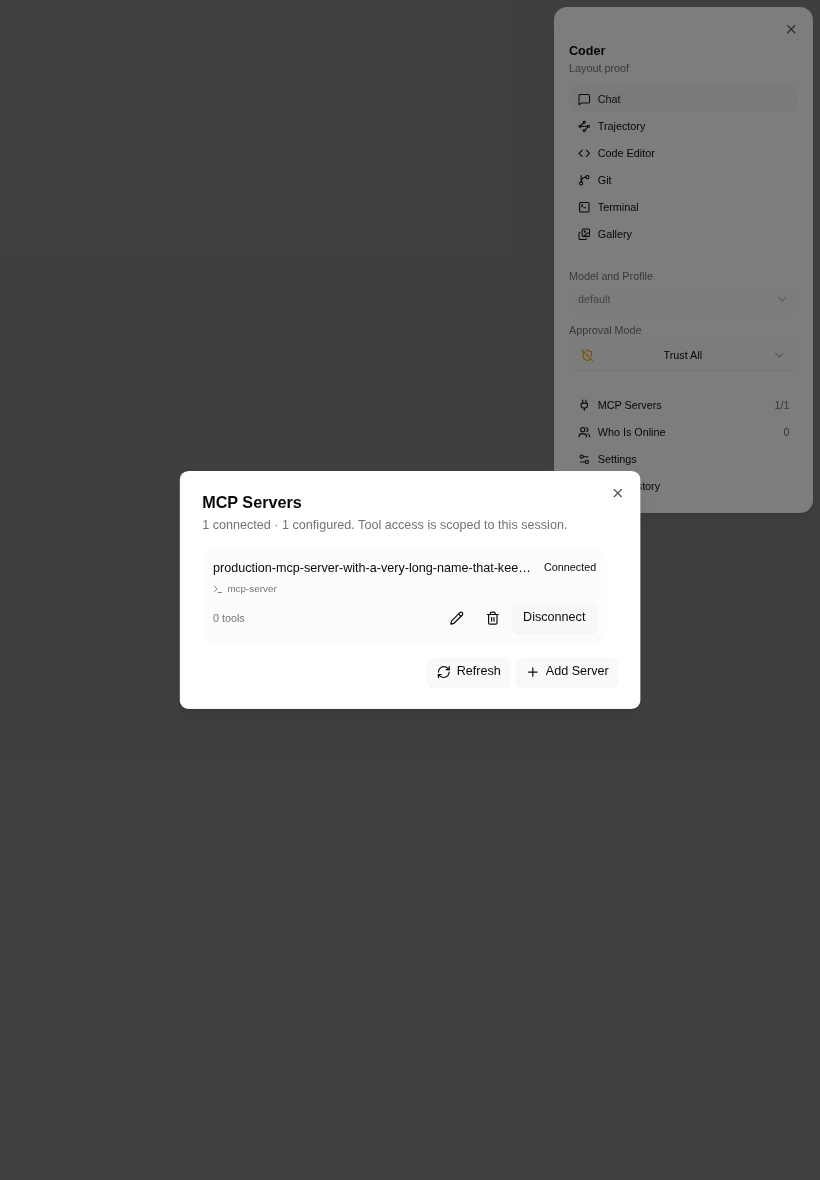 Coder
Layout proof
Chat
Trajectory
Code Editor
Git
Terminal
Gallery
Model and Profile
default
Approval Mode
Trust All
MCP Servers 1/1
Who Is Online 0
Settings
story
MCP Servers
1 connected · 1 configured. Tool access is scoped to this session.
production-mcp-server-with-a-very-long-name-that-kee… Connected
mcp-server
0 tools Disconnect
Refresh Add Server